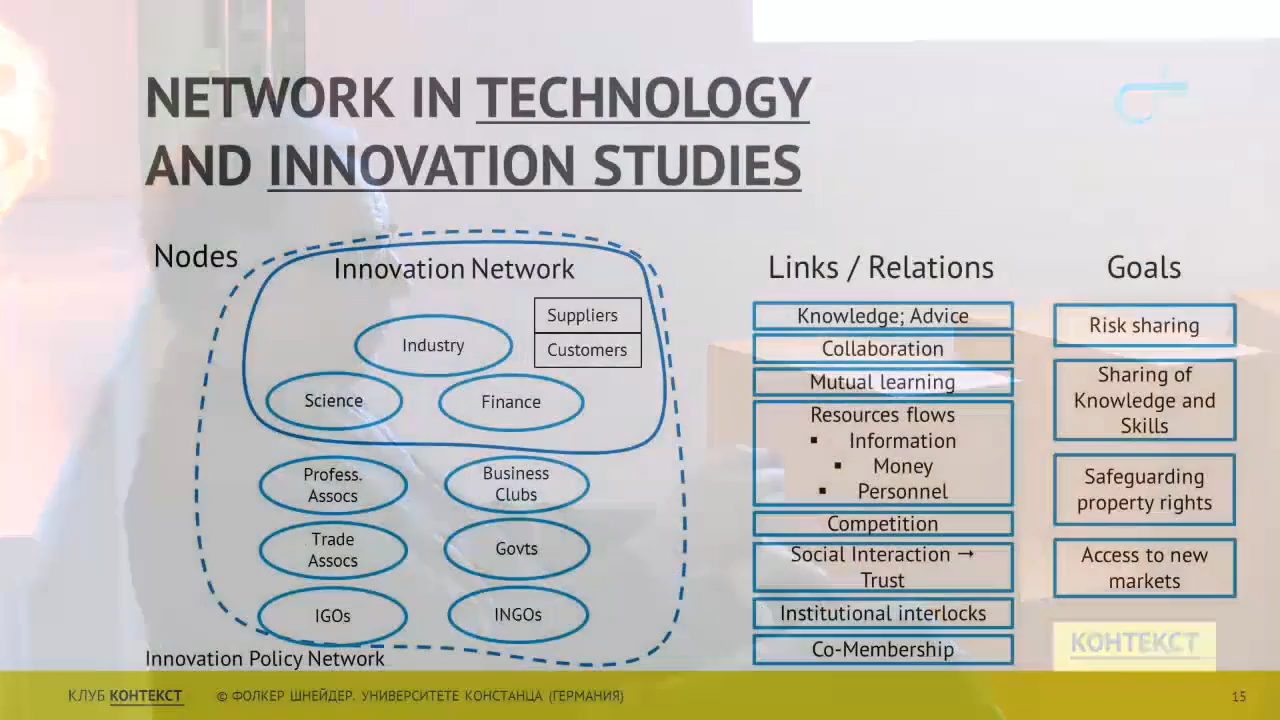 NETWORK IN TECHNOLOGY
AND INNOVATION STUDIES
Nodes
Innovation Network
Suppliers
Customers
Industry
Science
Finance
Profess.
Assocs
Business
Clubs
Trade
Assocs
Govts
IGOs
INGOs
Innovation Policy Network
Links / Relations
Knowledge; Advice
Collaboration
Mutual learning
Resources flows
▪ Information
▪ Money
▪ Personnel
Competition
Social Interaction →
Trust
Institutional interlocks
Co-Membership
Goals
Risk sharing
Sharing of
Knowledge and
Skills
Safeguarding
property rights
Access to new
markets
КОНТЕКСТ
КЛУБ КОНТЕКСТ © ФОЛКЕР ШНЕЙДЕР. УНИВЕРСИТЕТЕ КОНСТАНЦА (ГЕРМАНИЯ) 15